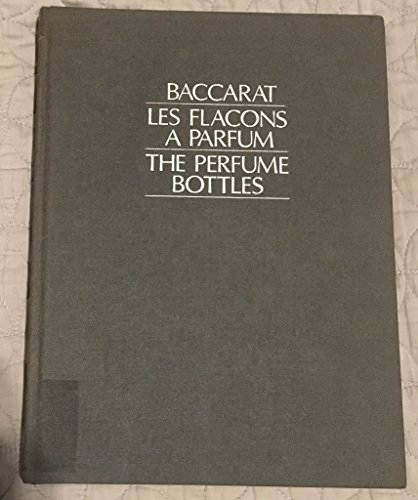 BACCARAT
LES FLACONS
A PARFUM
THE PERFUME
BOTTLES